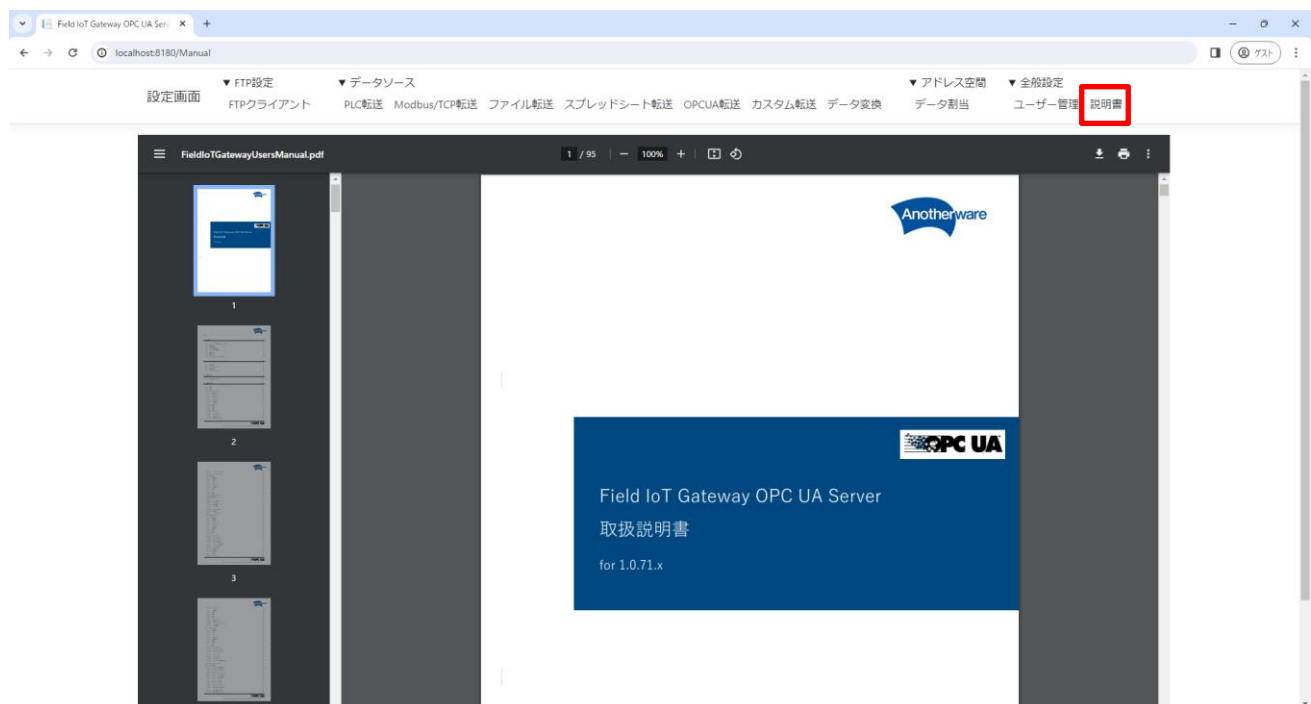 Field IoT Gateway OPC UA Ser
localhost:8180/Manual
ゲスト
設定画面
▼ FTP設定
▼ データソース
▼ アドレス空間
▼ 全般設定
FTPクライアント
PLC転送 Modbus/TCP転送 ファイル転送 スプレッドシート転送 OPCUA転送 カスタム転送 データ変換
データ割当
ユーザー管理 説明書
FieldIoTGatewayUsersManual.pdf
1 / 95
100%
1
2
3
Anotherware
OPC UA
Field IoT Gateway OPC UA Server
取扱説明書
for 1.0.71.x